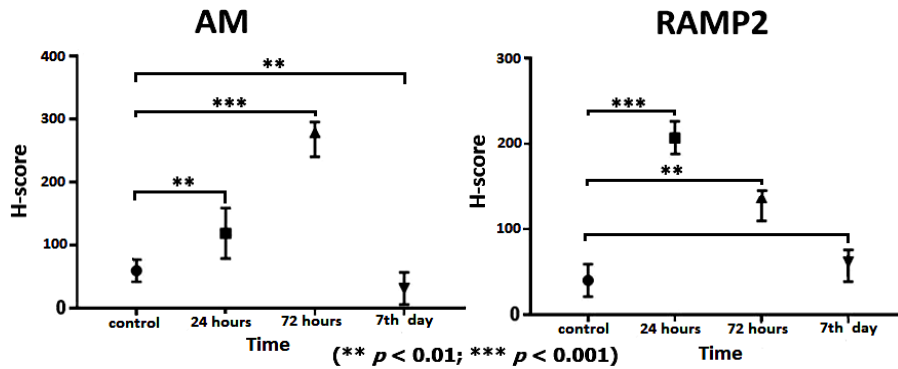 AM
400
300
200
100
0
H-score
**
***
**
control 24 hours 72 hours 7th day
Time
RAMP2
300
200
100
0
H-score
***
**
control 24 hours 72 hours 7th day
Time
(** p < 0.01; *** p < 0.001)